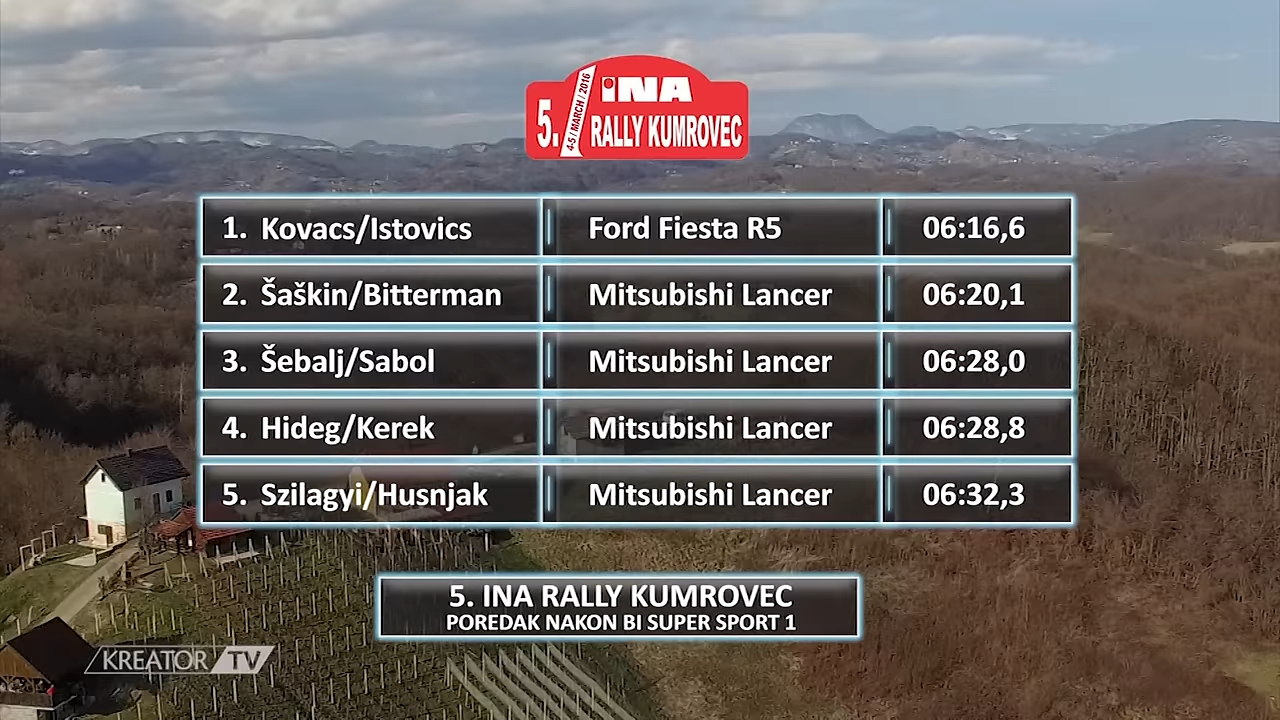 5. 4-5 / MARCH / 2016 INA
RALLY KUMROVEC
1. Kovacs/Istovics Ford Fiesta R5 06:16,6
2. Šaškin/Bitterman Mitsubishi Lancer 06:20,1
3. Šebalj/Sabol Mitsubishi Lancer 06:28,0
4. Hideg/Kerek Mitsubishi Lancer 06:28,8
5. Szilagyi/Husnjak Mitsubishi Lancer 06:32,3
5. INA RALLY KUMROVEC
POREDAK NAKON BI SUPER SPORT 1
KREATOR TV